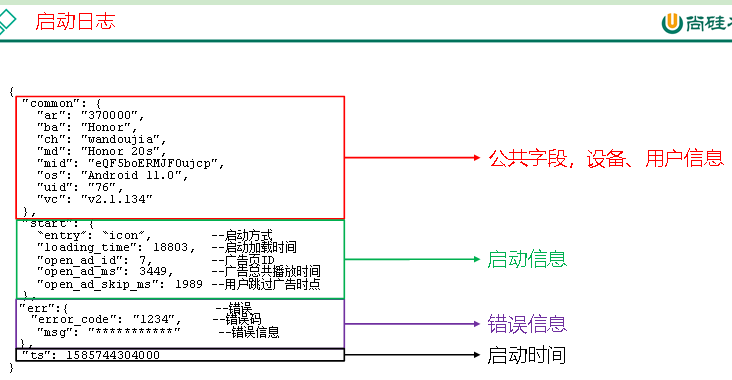 启动日志
尚硅
{
"common": {
"ar": "370000",
"ba": "Honor",
"ch": "wandoujia",
"md": "Honor 20s",
"mid": "eQF5boERMJFOujcp",
"os": "Android 11.0",
"uid": "76",
"vc": "v2.1.134"
},
公共字段，设备、用户信息
"start": {
"entry": "icon", --启动方式
"loading_time": 18803, --启动加载时间
"open_ad_id": 7, --广告页ID
"open_ad_ms": 3449, --广告总共播放时间
"open_ad_skip_ms": 1989 --用户跳过广告时点
},
启动信息
"err":{ --错误
"error_code": "1234", --错误码
"msg": "***********" --错误信息
},
错误信息
"ts": 1585744304000
启动时间
}